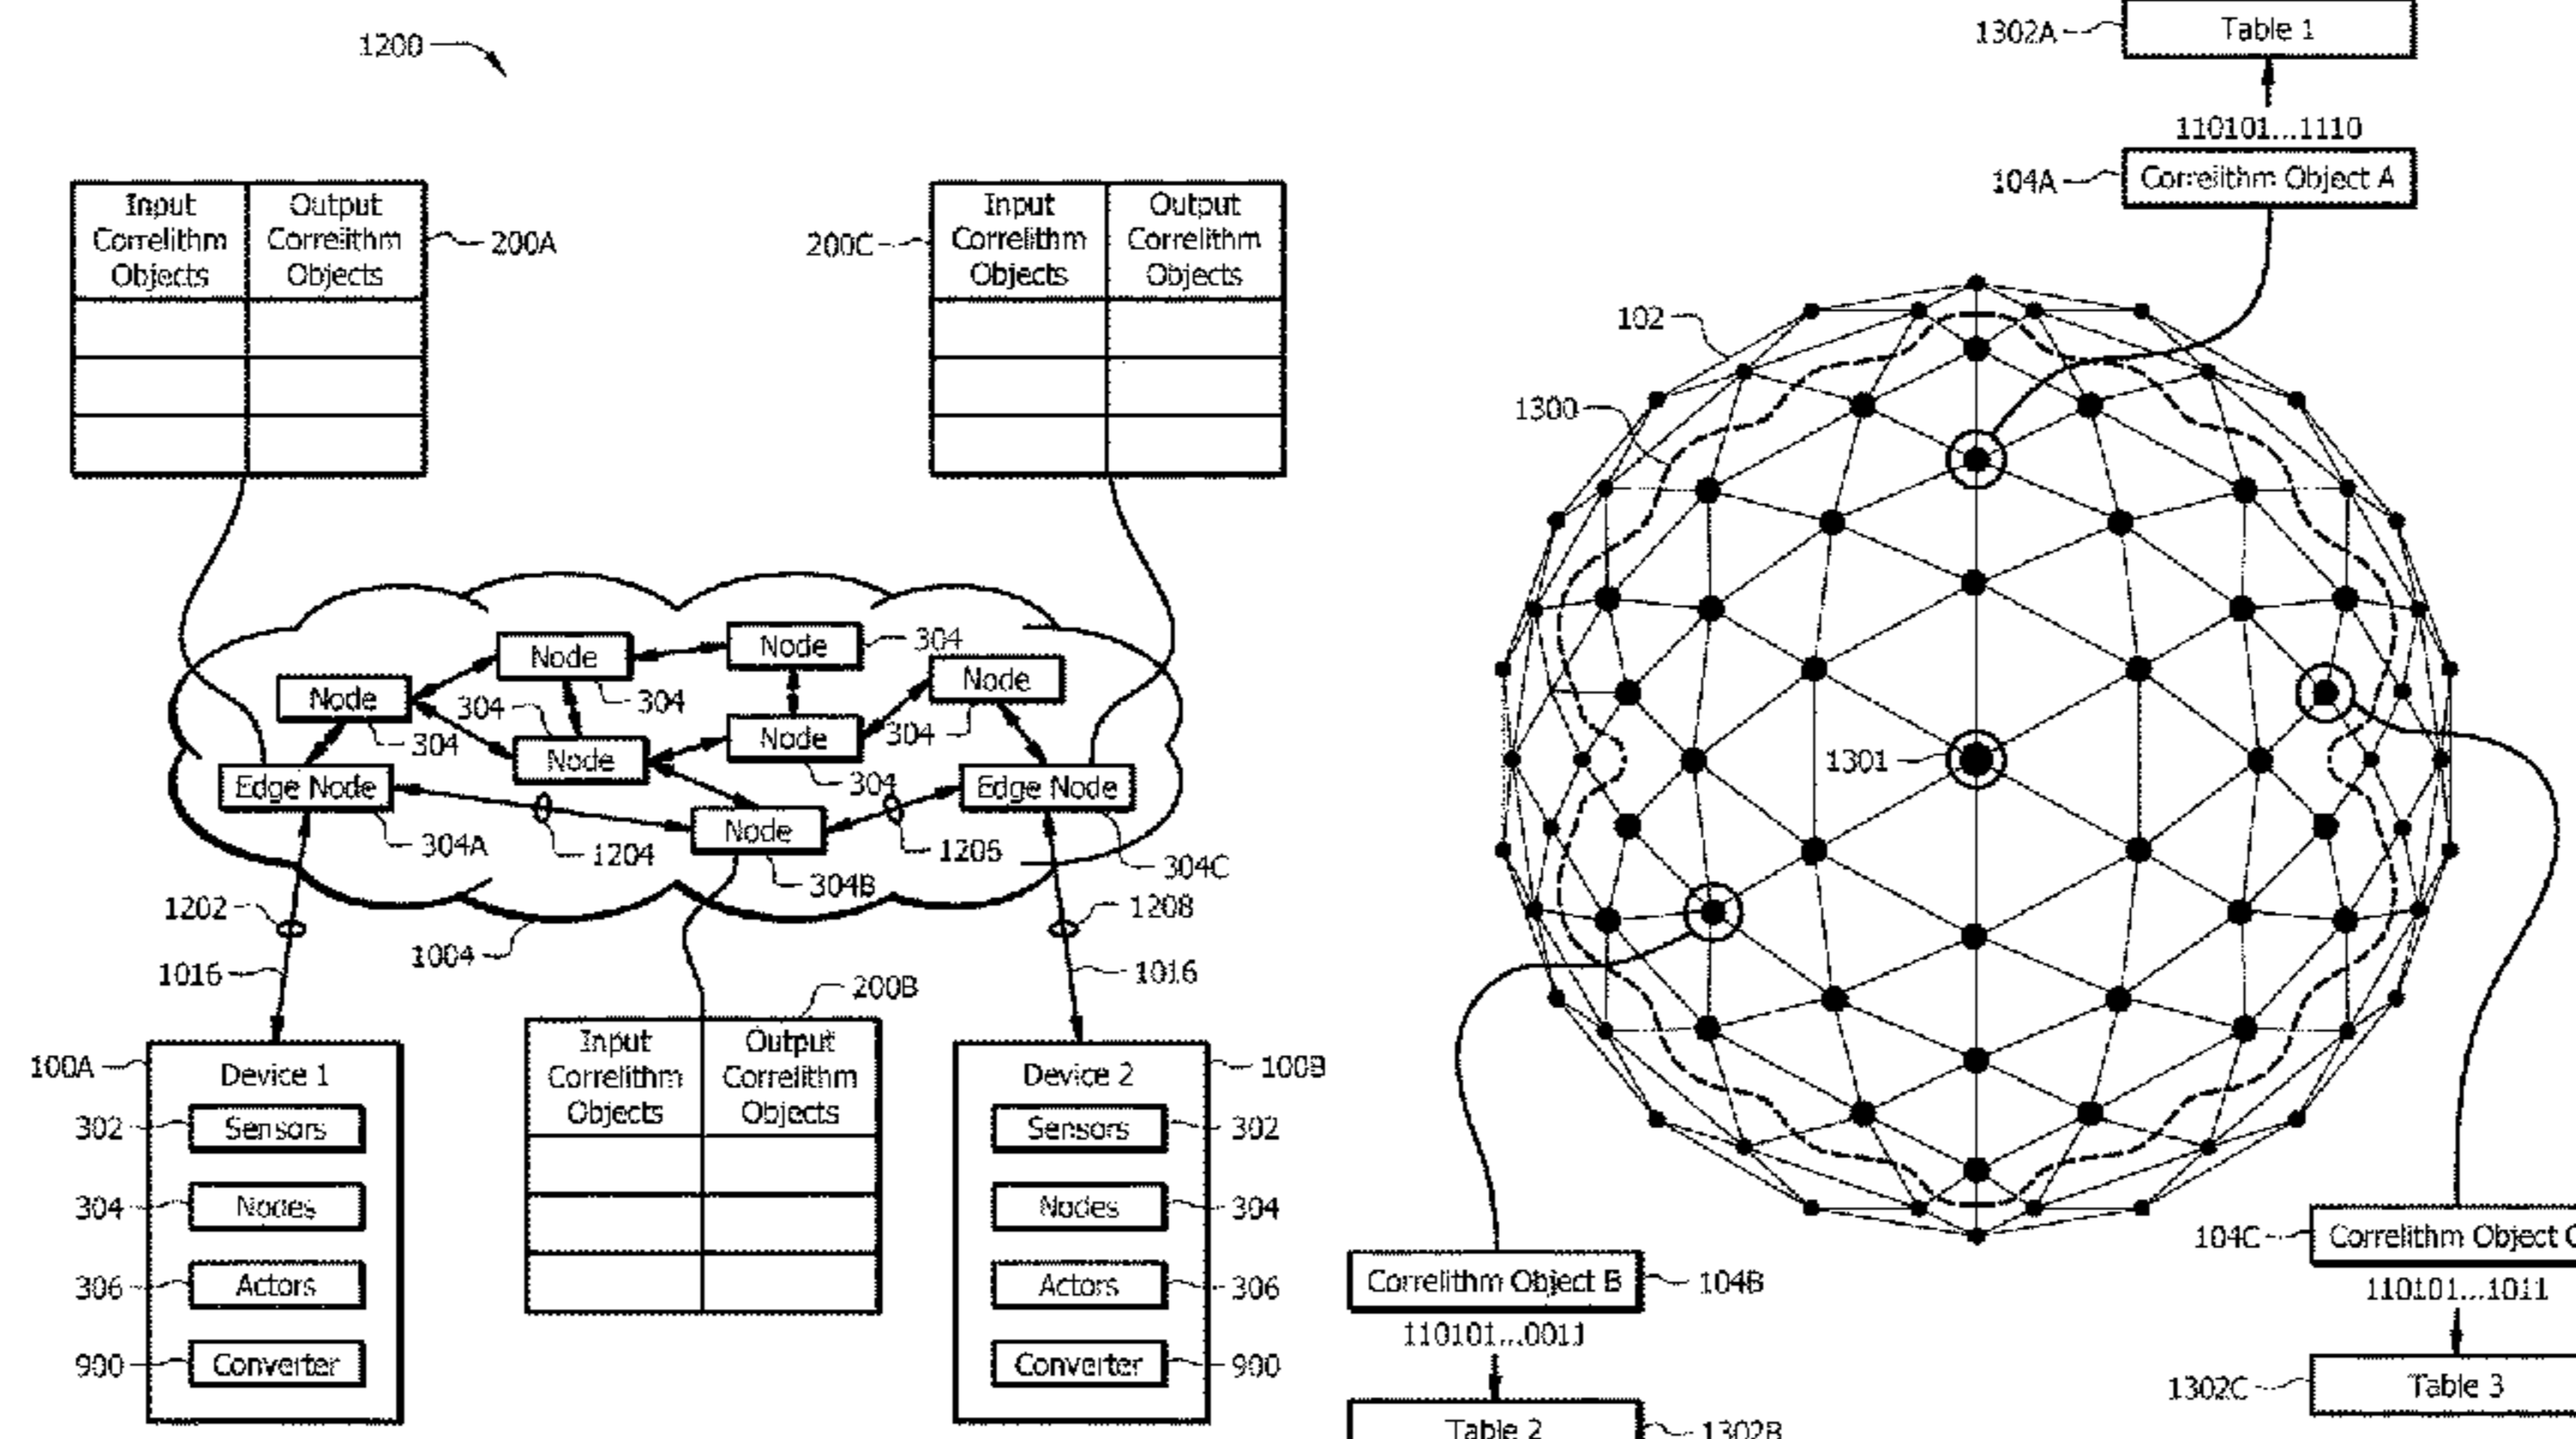 1200
Input
Correlithm
Objects
Output
Correlithm
Objects
200A
200C
Input
Correlithm
Objects
Output
Correlithm
Objects
Node
304
Node
304
Node
304
Node
304
304
Node
Node
304
Edge Node
304A
Edge Node
304C
Node
304B
1204
1206
1202
1208
1004
1016
1016
200B
Input
Correlithm
Objects
Output
Correlithm
Objects
100A
Device 1
302
Sensors
304
Nodes
306
Actors
900
Converter
Device 2
100B
Sensors
302
Nodes
304
Actors
306
Converter
900
1302A
Table 1
110101...1110
104A
Correlithm Object A
102
1300
1301
Correlithm Object B
104B
110101...0011
Table 2
1302B
104C
Correlithm Object
110101...1011
1302C
Table 3